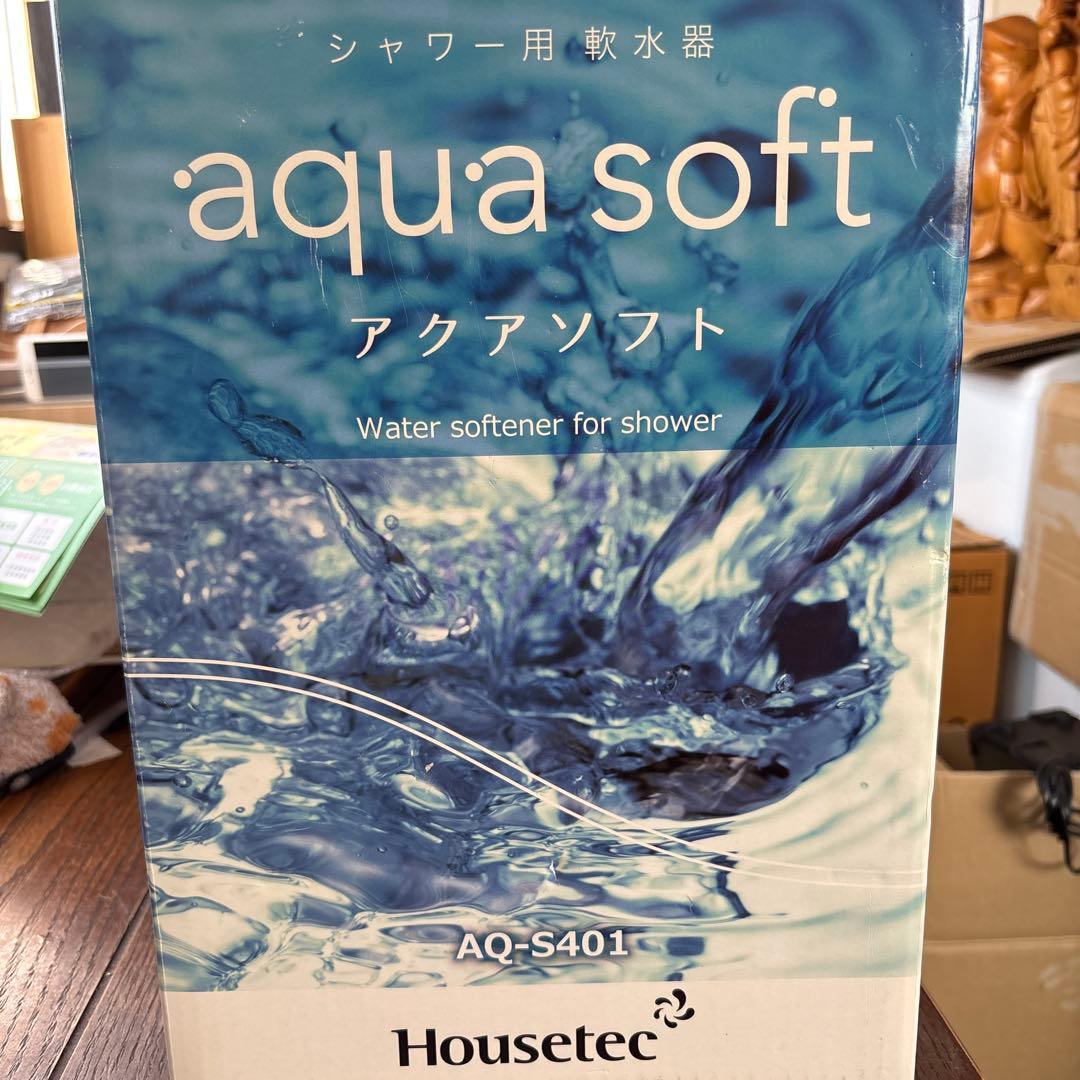 シャワー用 軟水器
aqua soft
アクアソフト
Water softener for shower
AQ-S401
Housetec